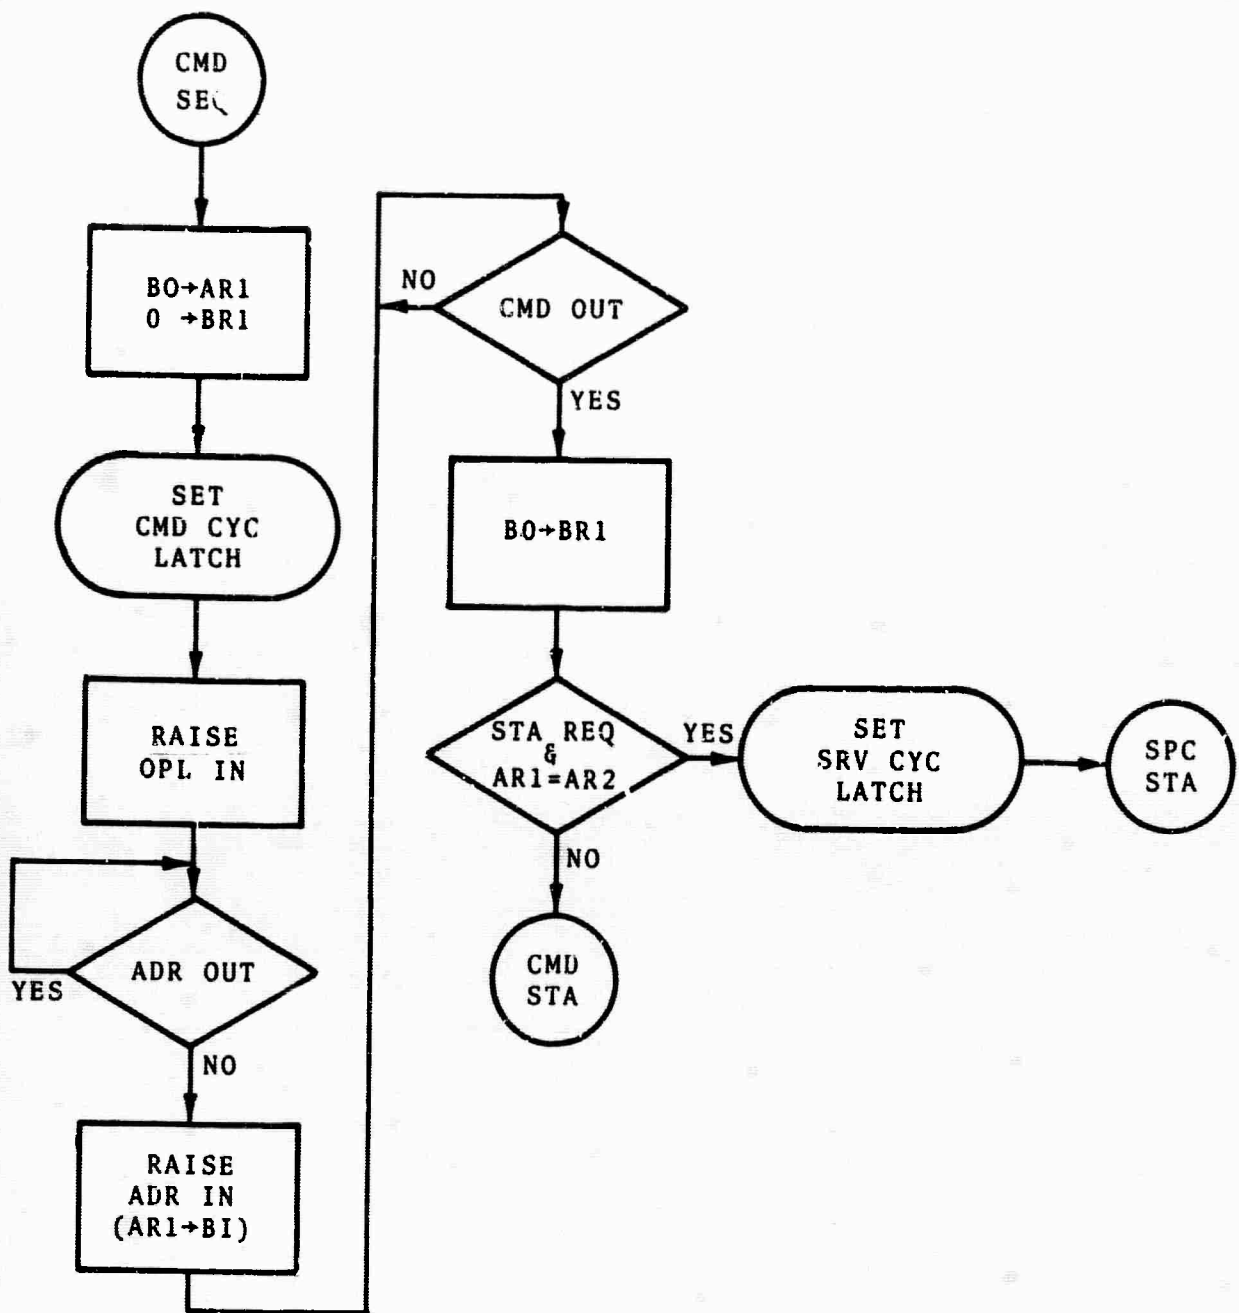 CMD
SEQ
BO→AR1
0 →BR1
SET
CMD CYC
LATCH
RAISE
OPL IN
ADR OUT
YES
NO
RAISE
ADR IN
(AR1→BI)
CMD OUT
NO
YES
BO→BR1
STA REQ
&
AR1=AR2
YES
NO
SET
SRV CYC
LATCH
SPC
STA
CMD
STA